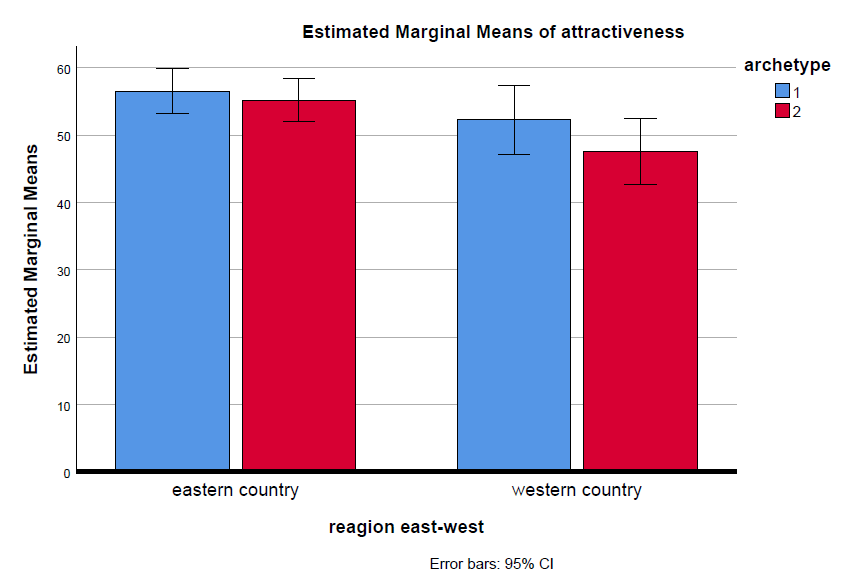 Estimated Marginal Means of attractiveness
archetype
1
2
Estimated Marginal Means
60
50
40
30
20
10
0
eastern country
western country
reagion east-west
Error bars: 95% CI